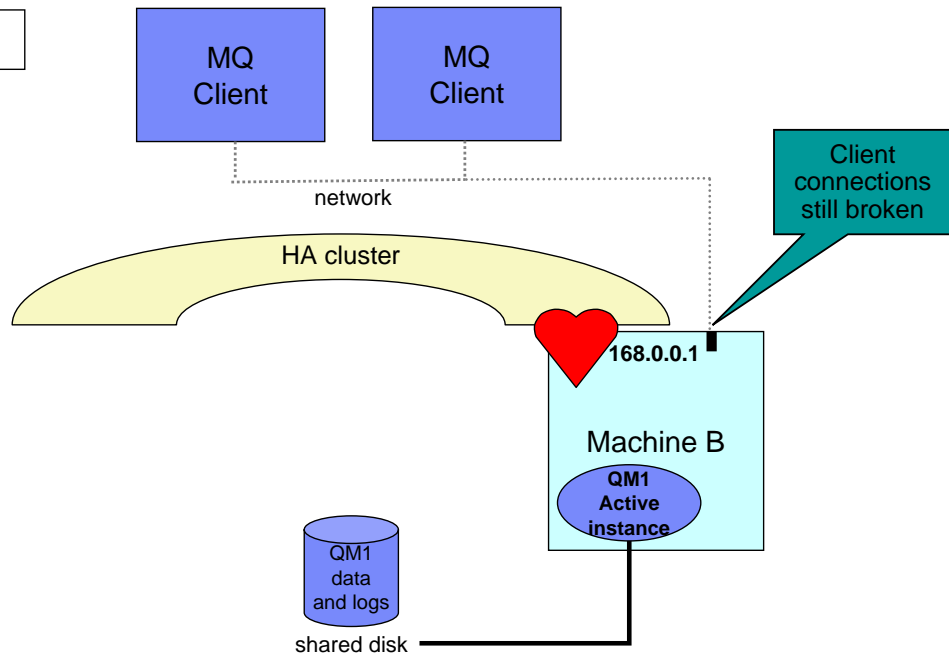 MQ
Client
MQ
Client
Client
connections
still broken
network
HA cluster
168.0.0.1
Machine B
QM1
Active
instance
QM1
data
and logs
shared disk